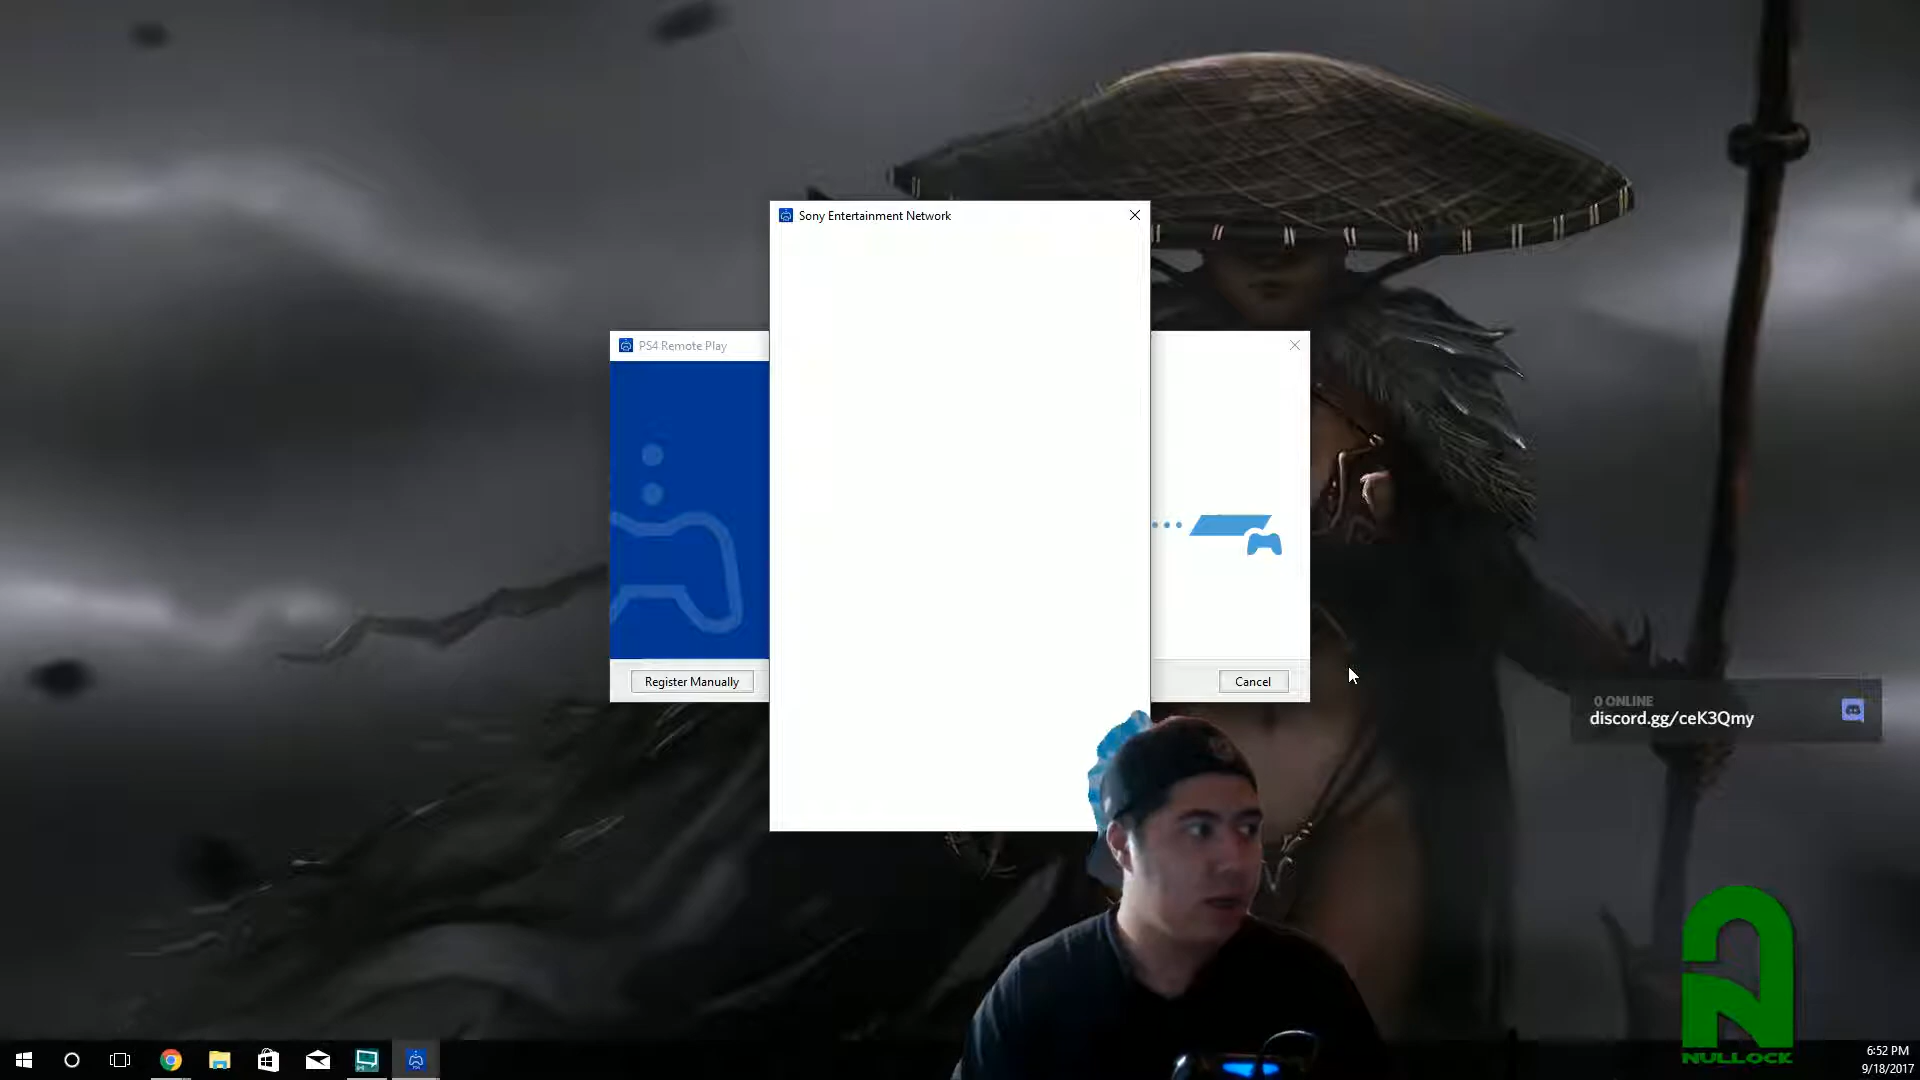 Sony Entertainment Network
PS4 Remote Play
Register Manually
Cancel
0 ONLINE
discord.gg/ceK3Qmy
NULLOCK
6:52 PM
9/18/2017